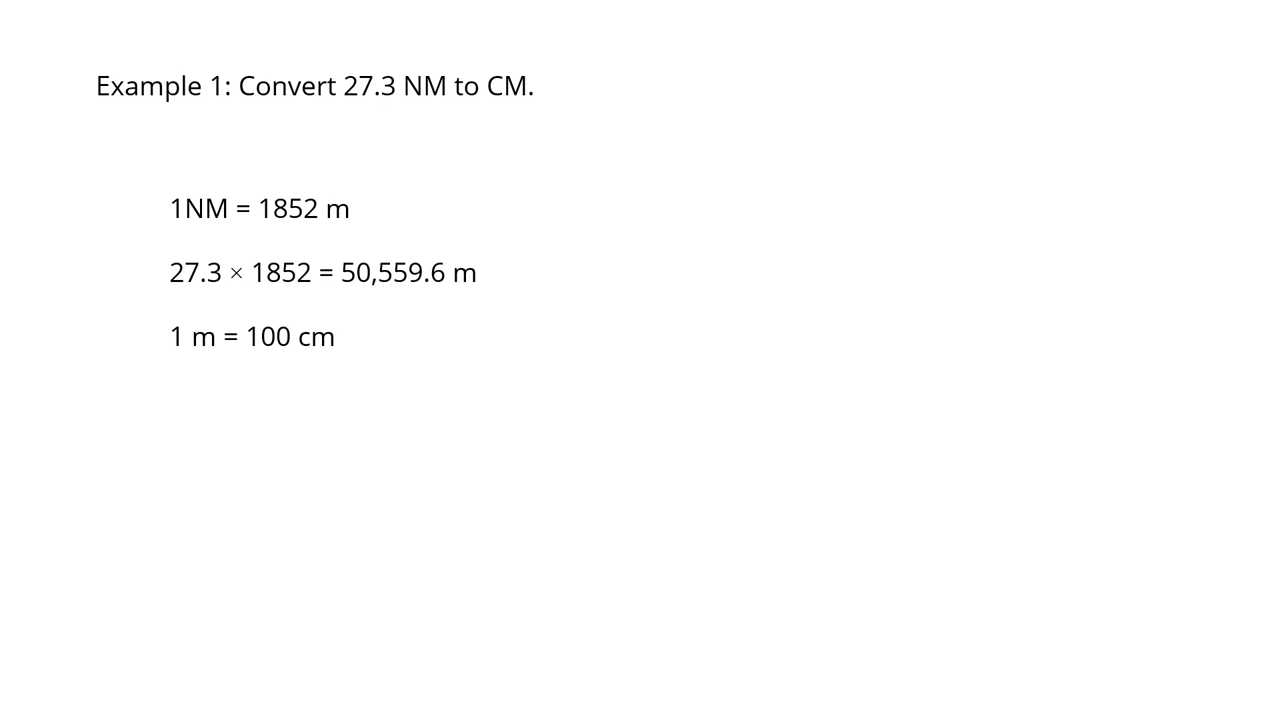 Example 1: Convert 27.3 NM to CM.
1NM = 1852 m
27.3 × 1852 = 50,559.6 m
1 m = 100 cm